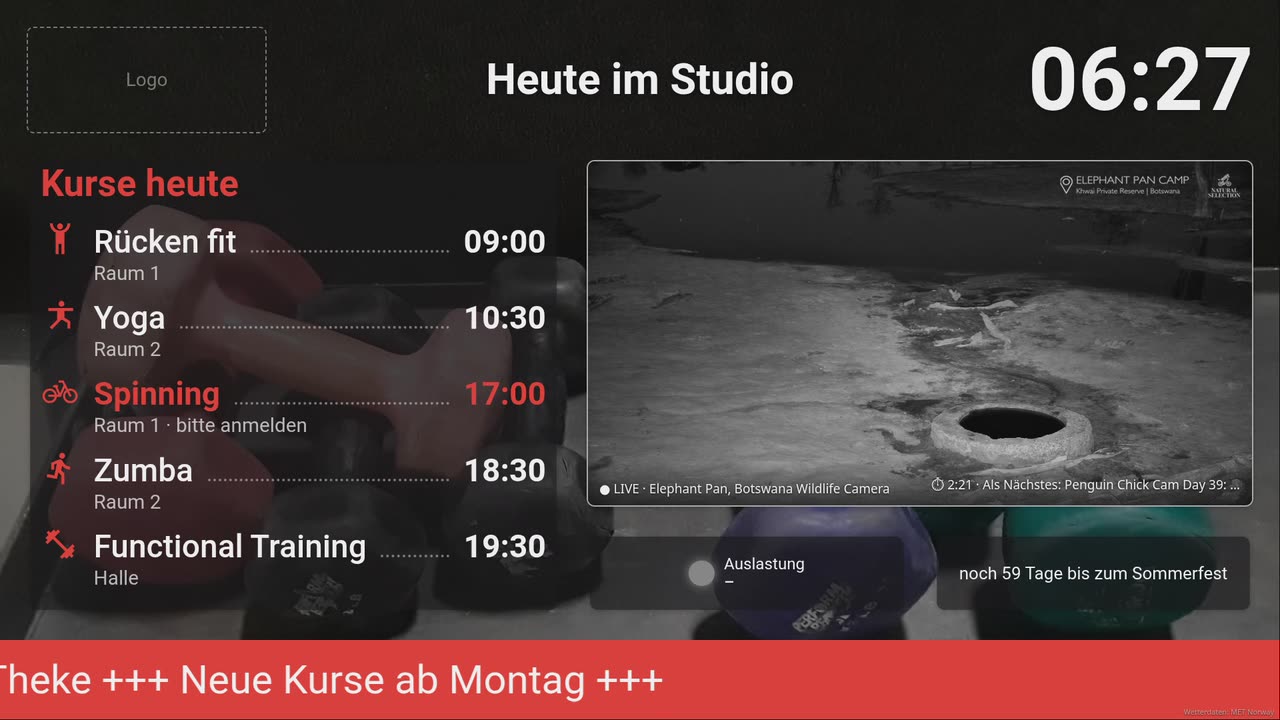 Logo
Heute im Studio
06:27
Kurse heute
Rücken fit 09:00
Raum 1
Yoga 10:30
Raum 2
Spinning 17:00
Raum 1 · bitte anmelden
Zumba 18:30
Raum 2
Functional Training 19:30
Halle
ELEPHANT PAN CAMP
Khwai Private Reserve | Botswana
NATURAL SELECTION
LIVE · Elephant Pan, Botswana Wildlife Camera
2:21 · Als Nächstes: Penguin Chick Cam Day 39: ...
Auslastung
–
noch 59 Tage bis zum Sommerfest
PERFORM
Theke +++ Neue Kurse ab Montag +++
Wetterdaten: MET Norway